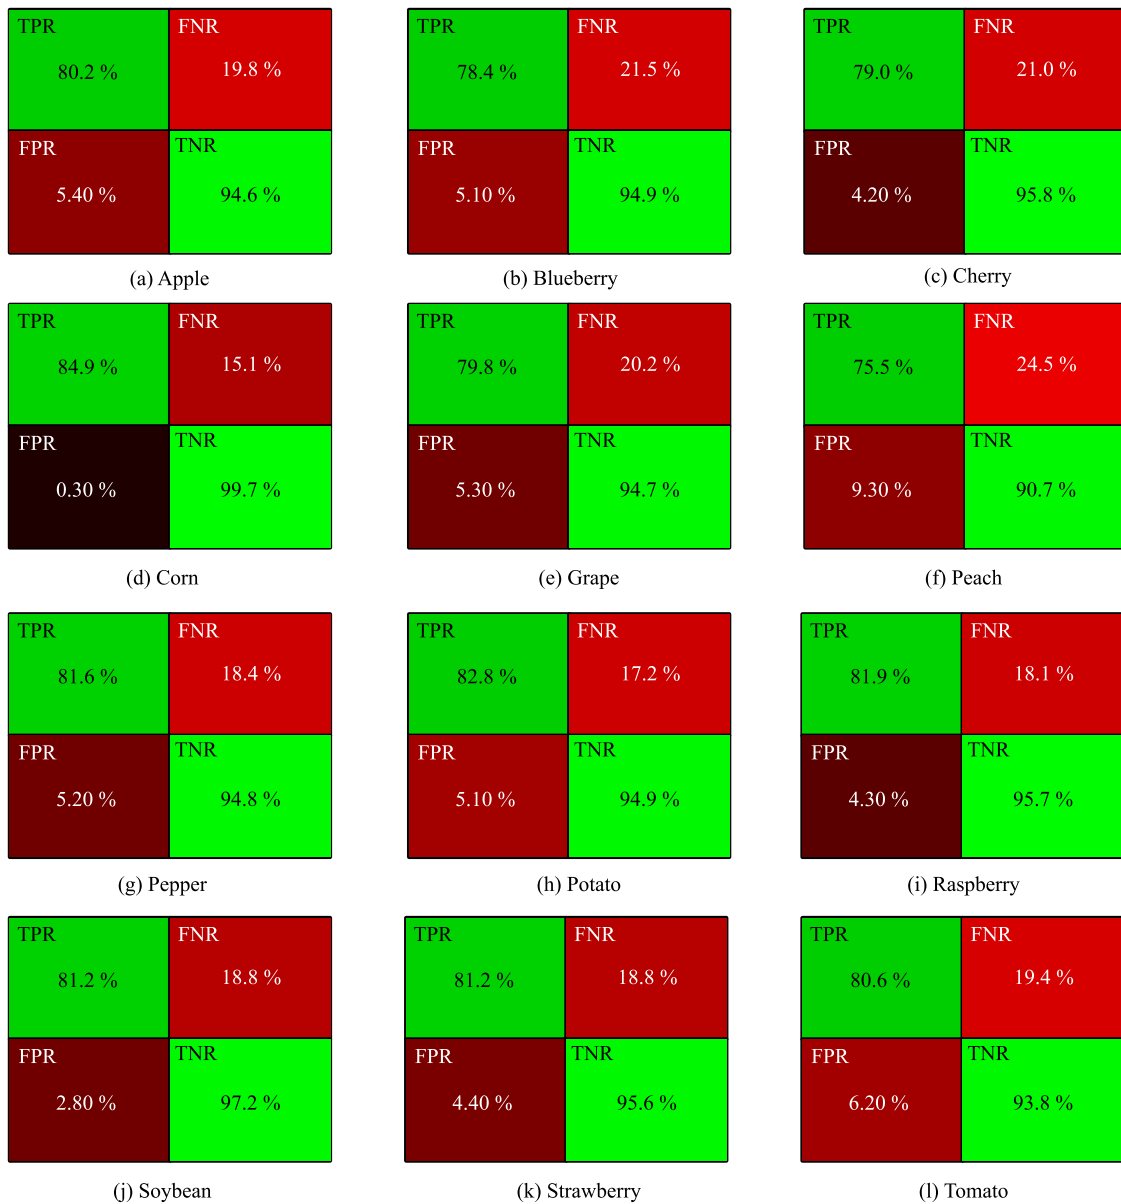 TPR FNR
80.2 % 19.8 %
FPR TNR
5.40 % 94.6 %
(a) Apple
TPR FNR
78.4 % 21.5 %
FPR TNR
5.10 % 94.9 %
(b) Blueberry
TPR FNR
79.0 % 21.0 %
FPR TNR
4.20 % 95.8 %
(c) Cherry
TPR FNR
84.9 % 15.1 %
FPR TNR
0.30 % 99.7 %
(d) Corn
TPR FNR
79.8 % 20.2 %
FPR TNR
5.30 % 94.7 %
(e) Grape
TPR FNR
75.5 % 24.5 %
FPR TNR
9.30 % 90.7 %
(f) Peach
TPR FNR
81.6 % 18.4 %
FPR TNR
5.20 % 94.8 %
(g) Pepper
TPR FNR
82.8 % 17.2 %
FPR TNR
5.10 % 94.9 %
(h) Potato
TPR FNR
81.9 % 18.1 %
FPR TNR
4.30 % 95.7 %
(i) Raspberry
TPR FNR
81.2 % 18.8 %
FPR TNR
2.80 % 97.2 %
(j) Soybean
TPR FNR
81.2 % 18.8 %
FPR TNR
4.40 % 95.6 %
(k) Strawberry
TPR FNR
80.6 % 19.4 %
FPR TNR
6.20 % 93.8 %
(l) Tomato